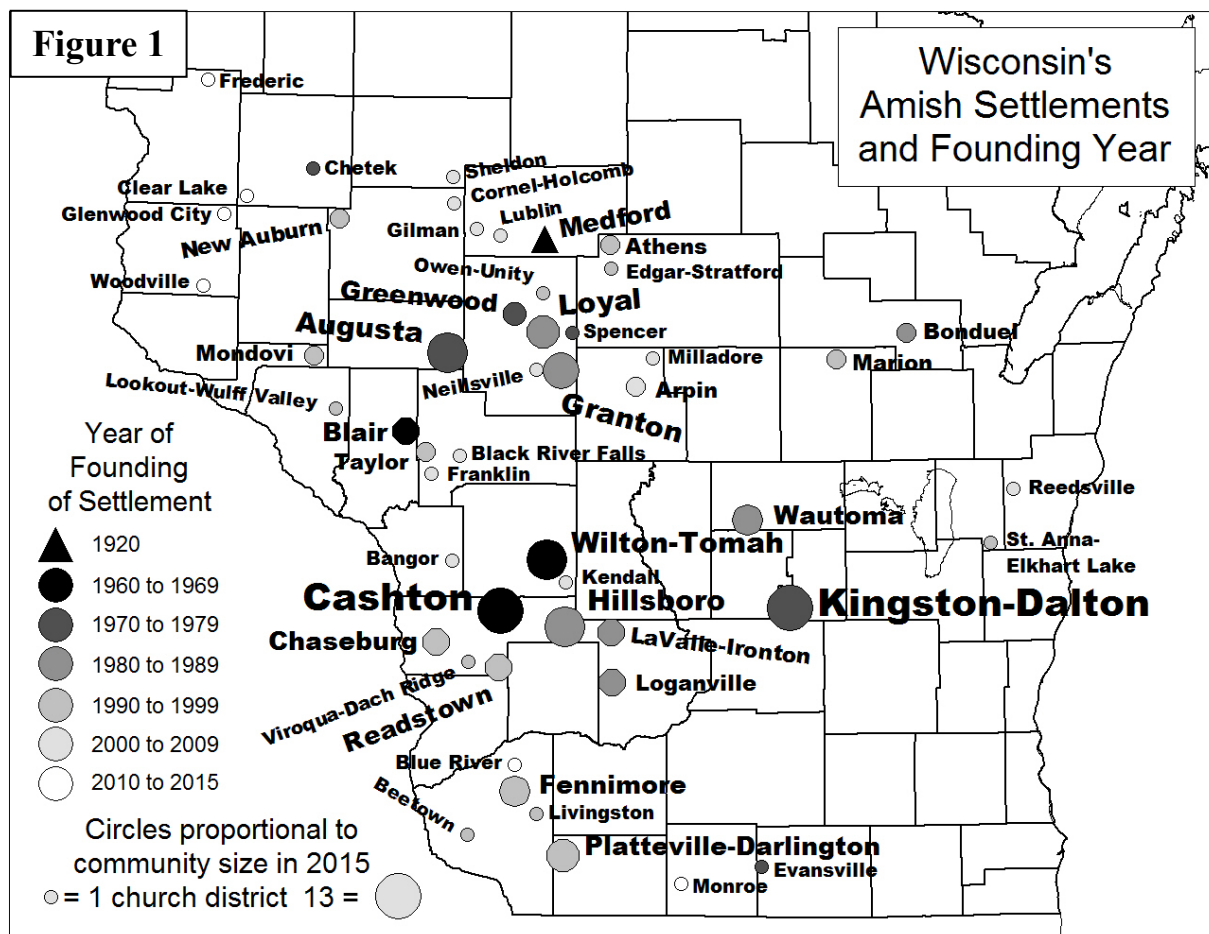 Figure 1
Wisconsin's
Amish Settlements
and Founding Year
Frederic
Chetek
Sheldon
Cornel-Holcomb
Clear Lake
Lublin
Glenwood City
Medford
New Auburn
Gilman
Athens
Edgar-Stratford
Owen-Unity
Woodville
Greenwood
Loyal
Augusta
Spencer
Bonduel
Mondovi
Milladore
Marion
Neillsville
Arpin
Lookout-Wulff Valley
Granton
Blair
Taylor
Black River Falls
Franklin
Reedsville
Wautoma
Wilton-Tomah
St. Anna-
Elkhart Lake
Bangor
Kendall
Cashton
Hillsboro
Kingston-Dalton
Chaseburg
LaValle-Ironton
Viroqua-Dach Ridge
Loganville
Readstown
Blue River
Fennimore
Beetown
Livingston
Platteville-Darlington
Evansville
Monroe
Year of
Founding
of Settlement
1920
1960 to 1969
1970 to 1979
1980 to 1989
1990 to 1999
2000 to 2009
2010 to 2015
Circles proportional to
community size in 2015
= 1 church district 13 =